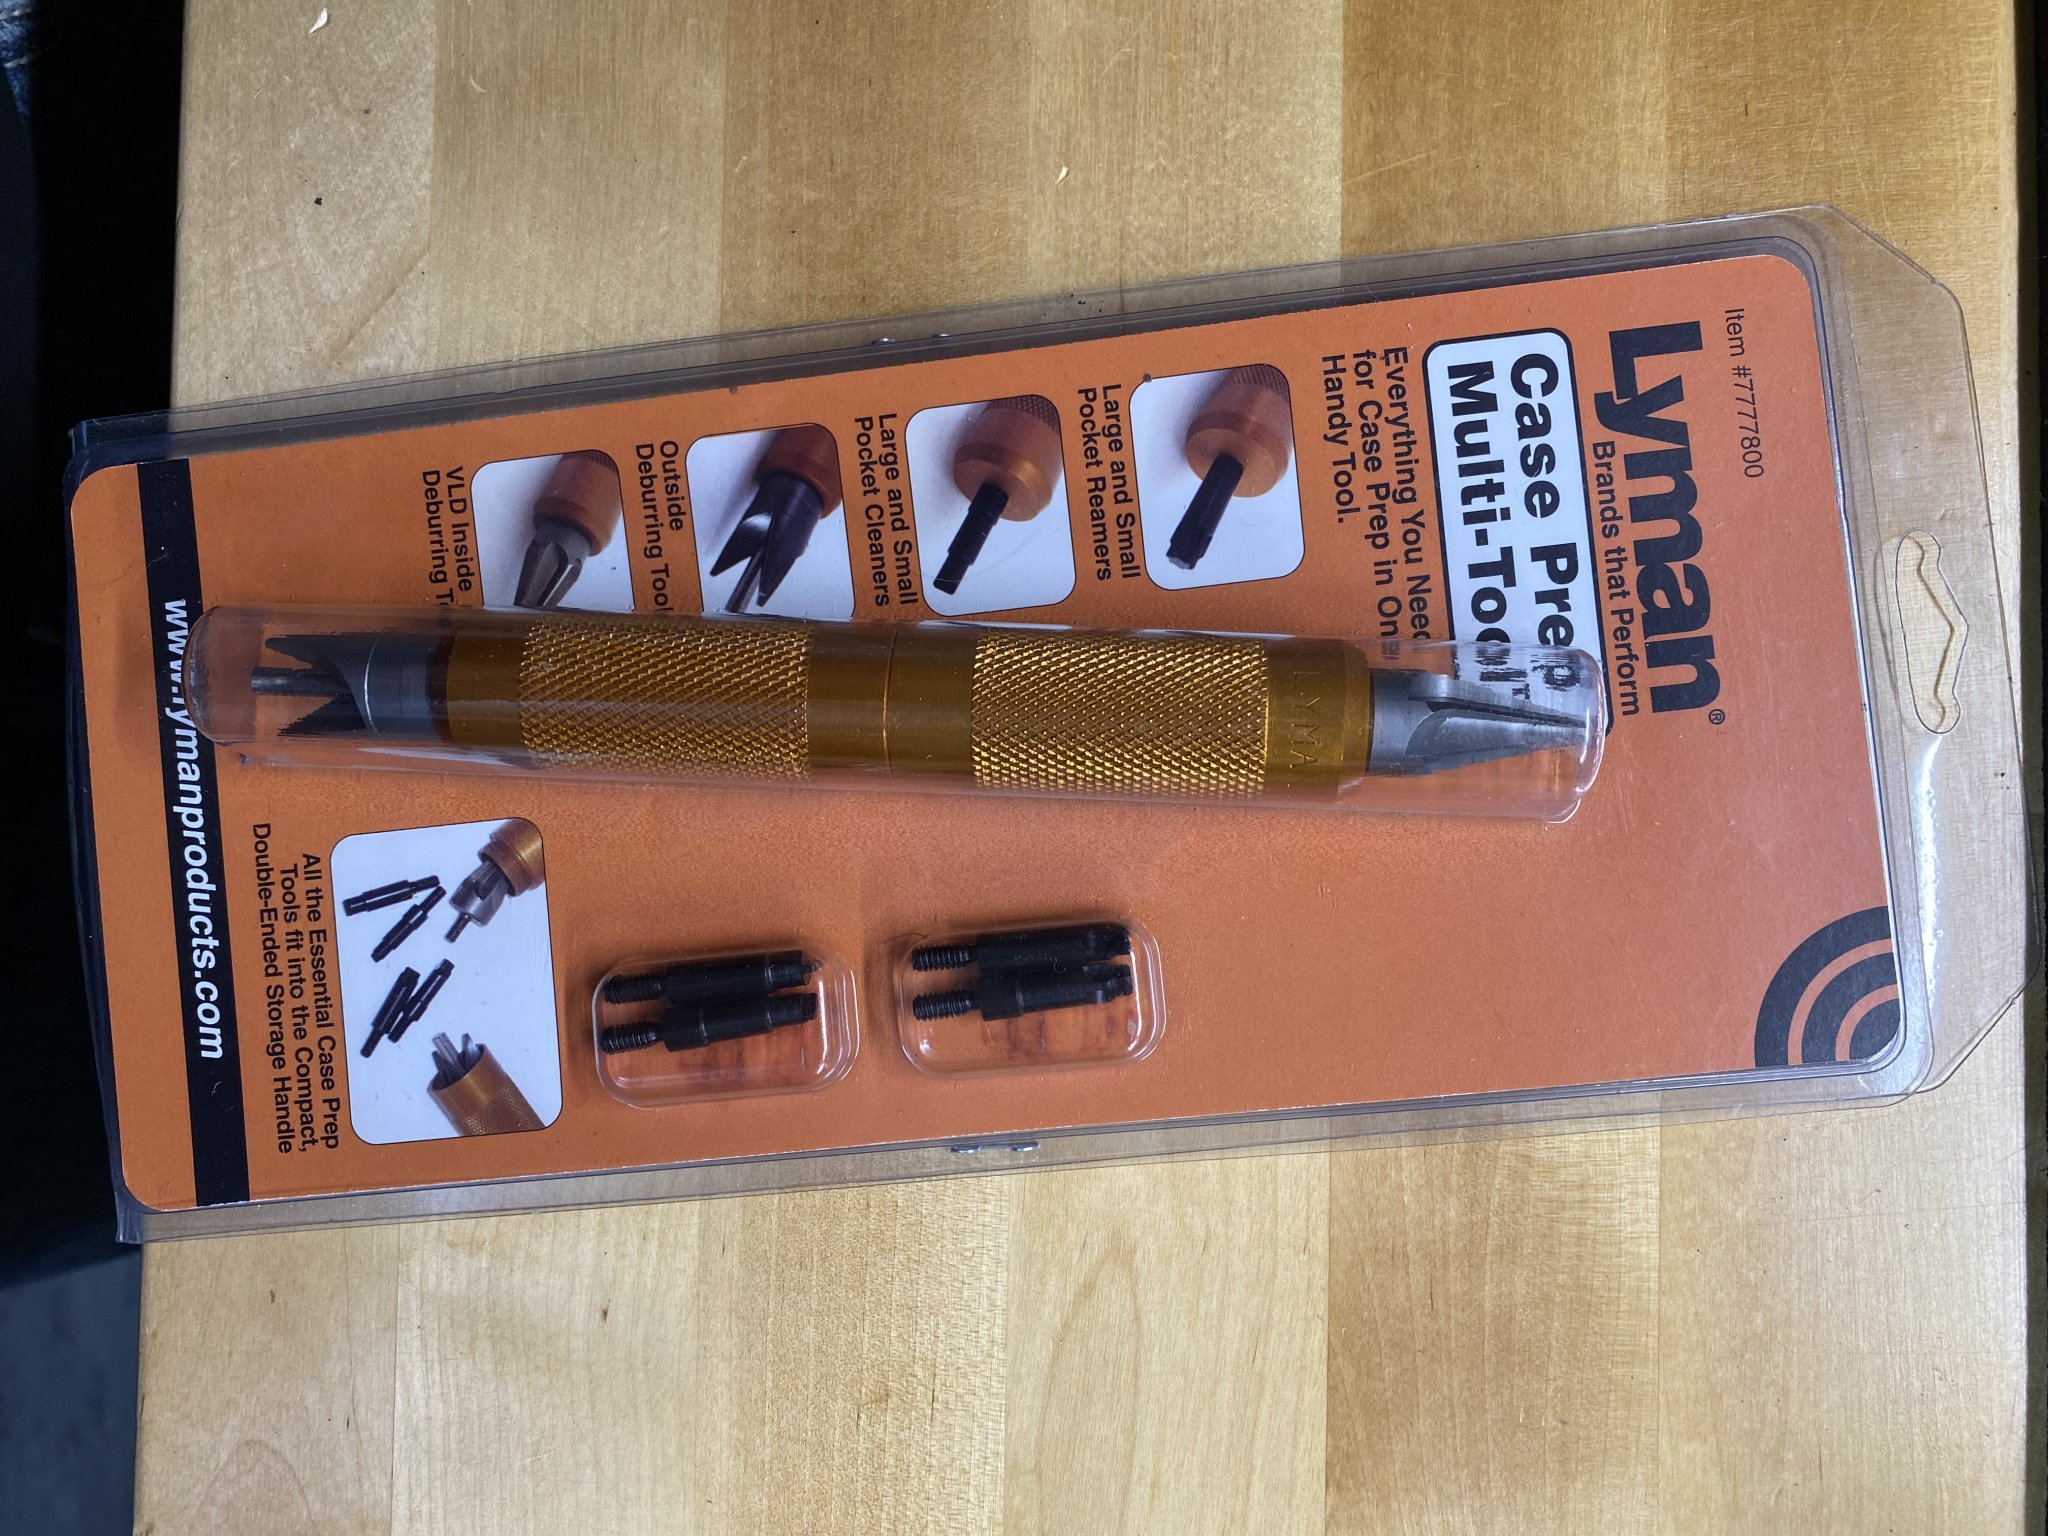 Item #7777800
Lyman®
Brands that Perform
Case Prep
Multi-Tool
Everything You Need
for Case Prep in One
Handy Tool.
Large and Small
Pocket Reamers
Large and Small
Pocket Cleaners
Outside
Deburring Tool
VLD Inside
Deburring
LYMA
All the Essential Case Prep
Tools fit into the Compact,
Double-Ended Storage Handle
www.lymanproducts.com